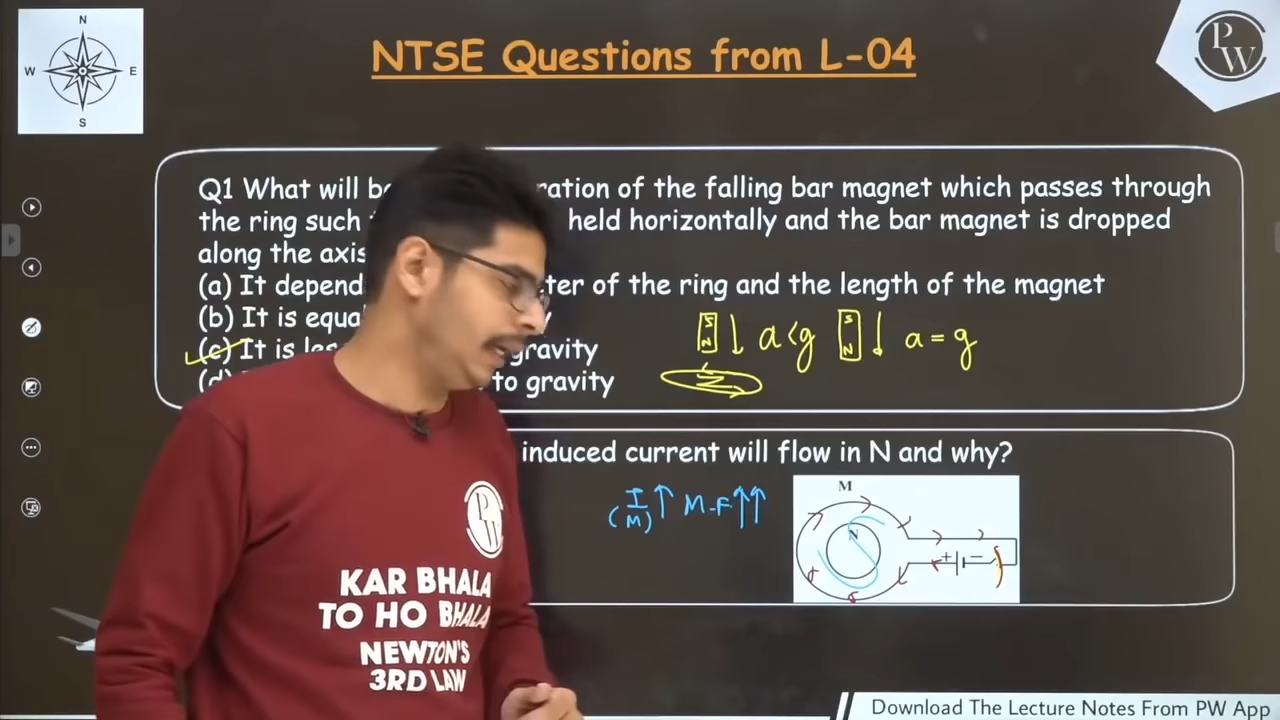 N
W E
S
NTSE Questions from L-04
PW
Q1 What will ration of the falling bar magnet which passes through
the ring such held horizontally and the bar magnet is dropped
along the axis
(a) It depend ter of the ring and the length of the magnet
(b) It is equa
(c) It is les gravity
to gravity
S N a<g S N a=g
induced current will flow in N and why?
(I/M)↑ M-F↑↑
M
N
+ −
PW
KAR BHALA
TO HO BHALA
NEWTON'S
3RD LAW
Download The Lecture Notes From PW App